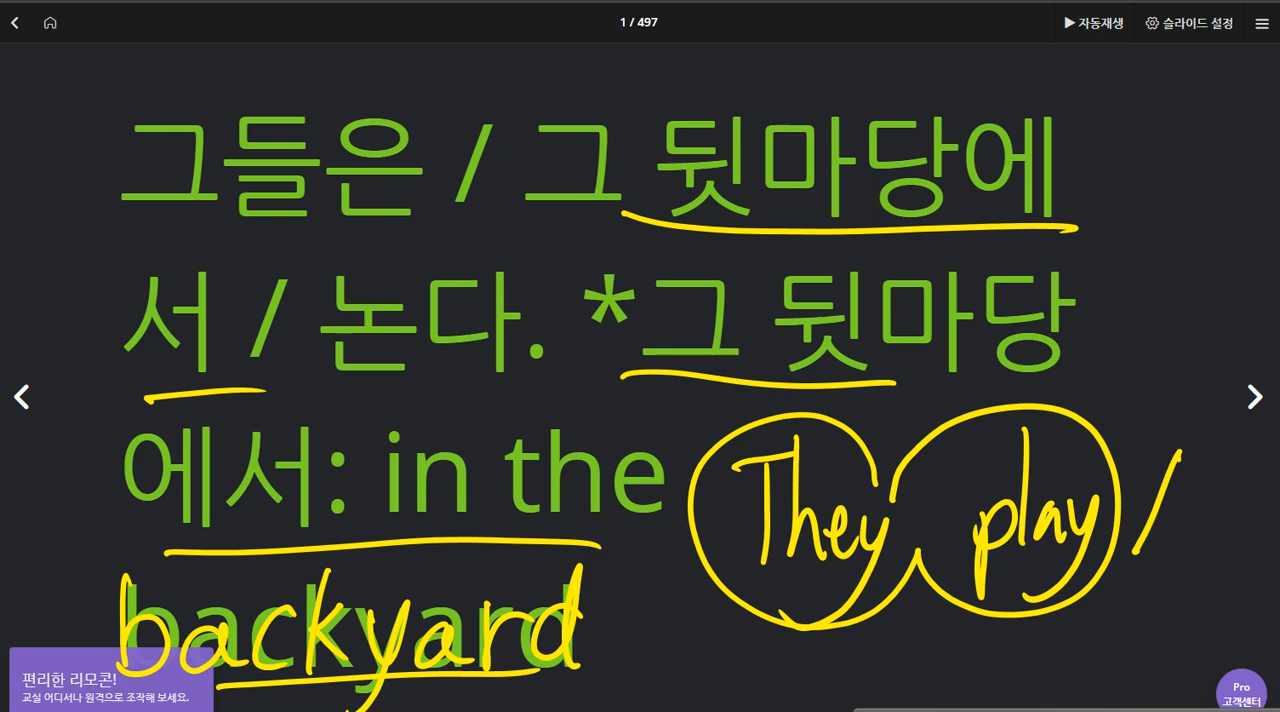 1 / 497
▶ 자동재생
슬라이드 설정
그들은 / 그 뒷마당에
서 / 논다. *그 뒷마당
에서: in the
They play /
backyard
backyard
편리한 리모콘!
교실 어디서나 원격으로 조작해 보세요.
Pro
고객센터